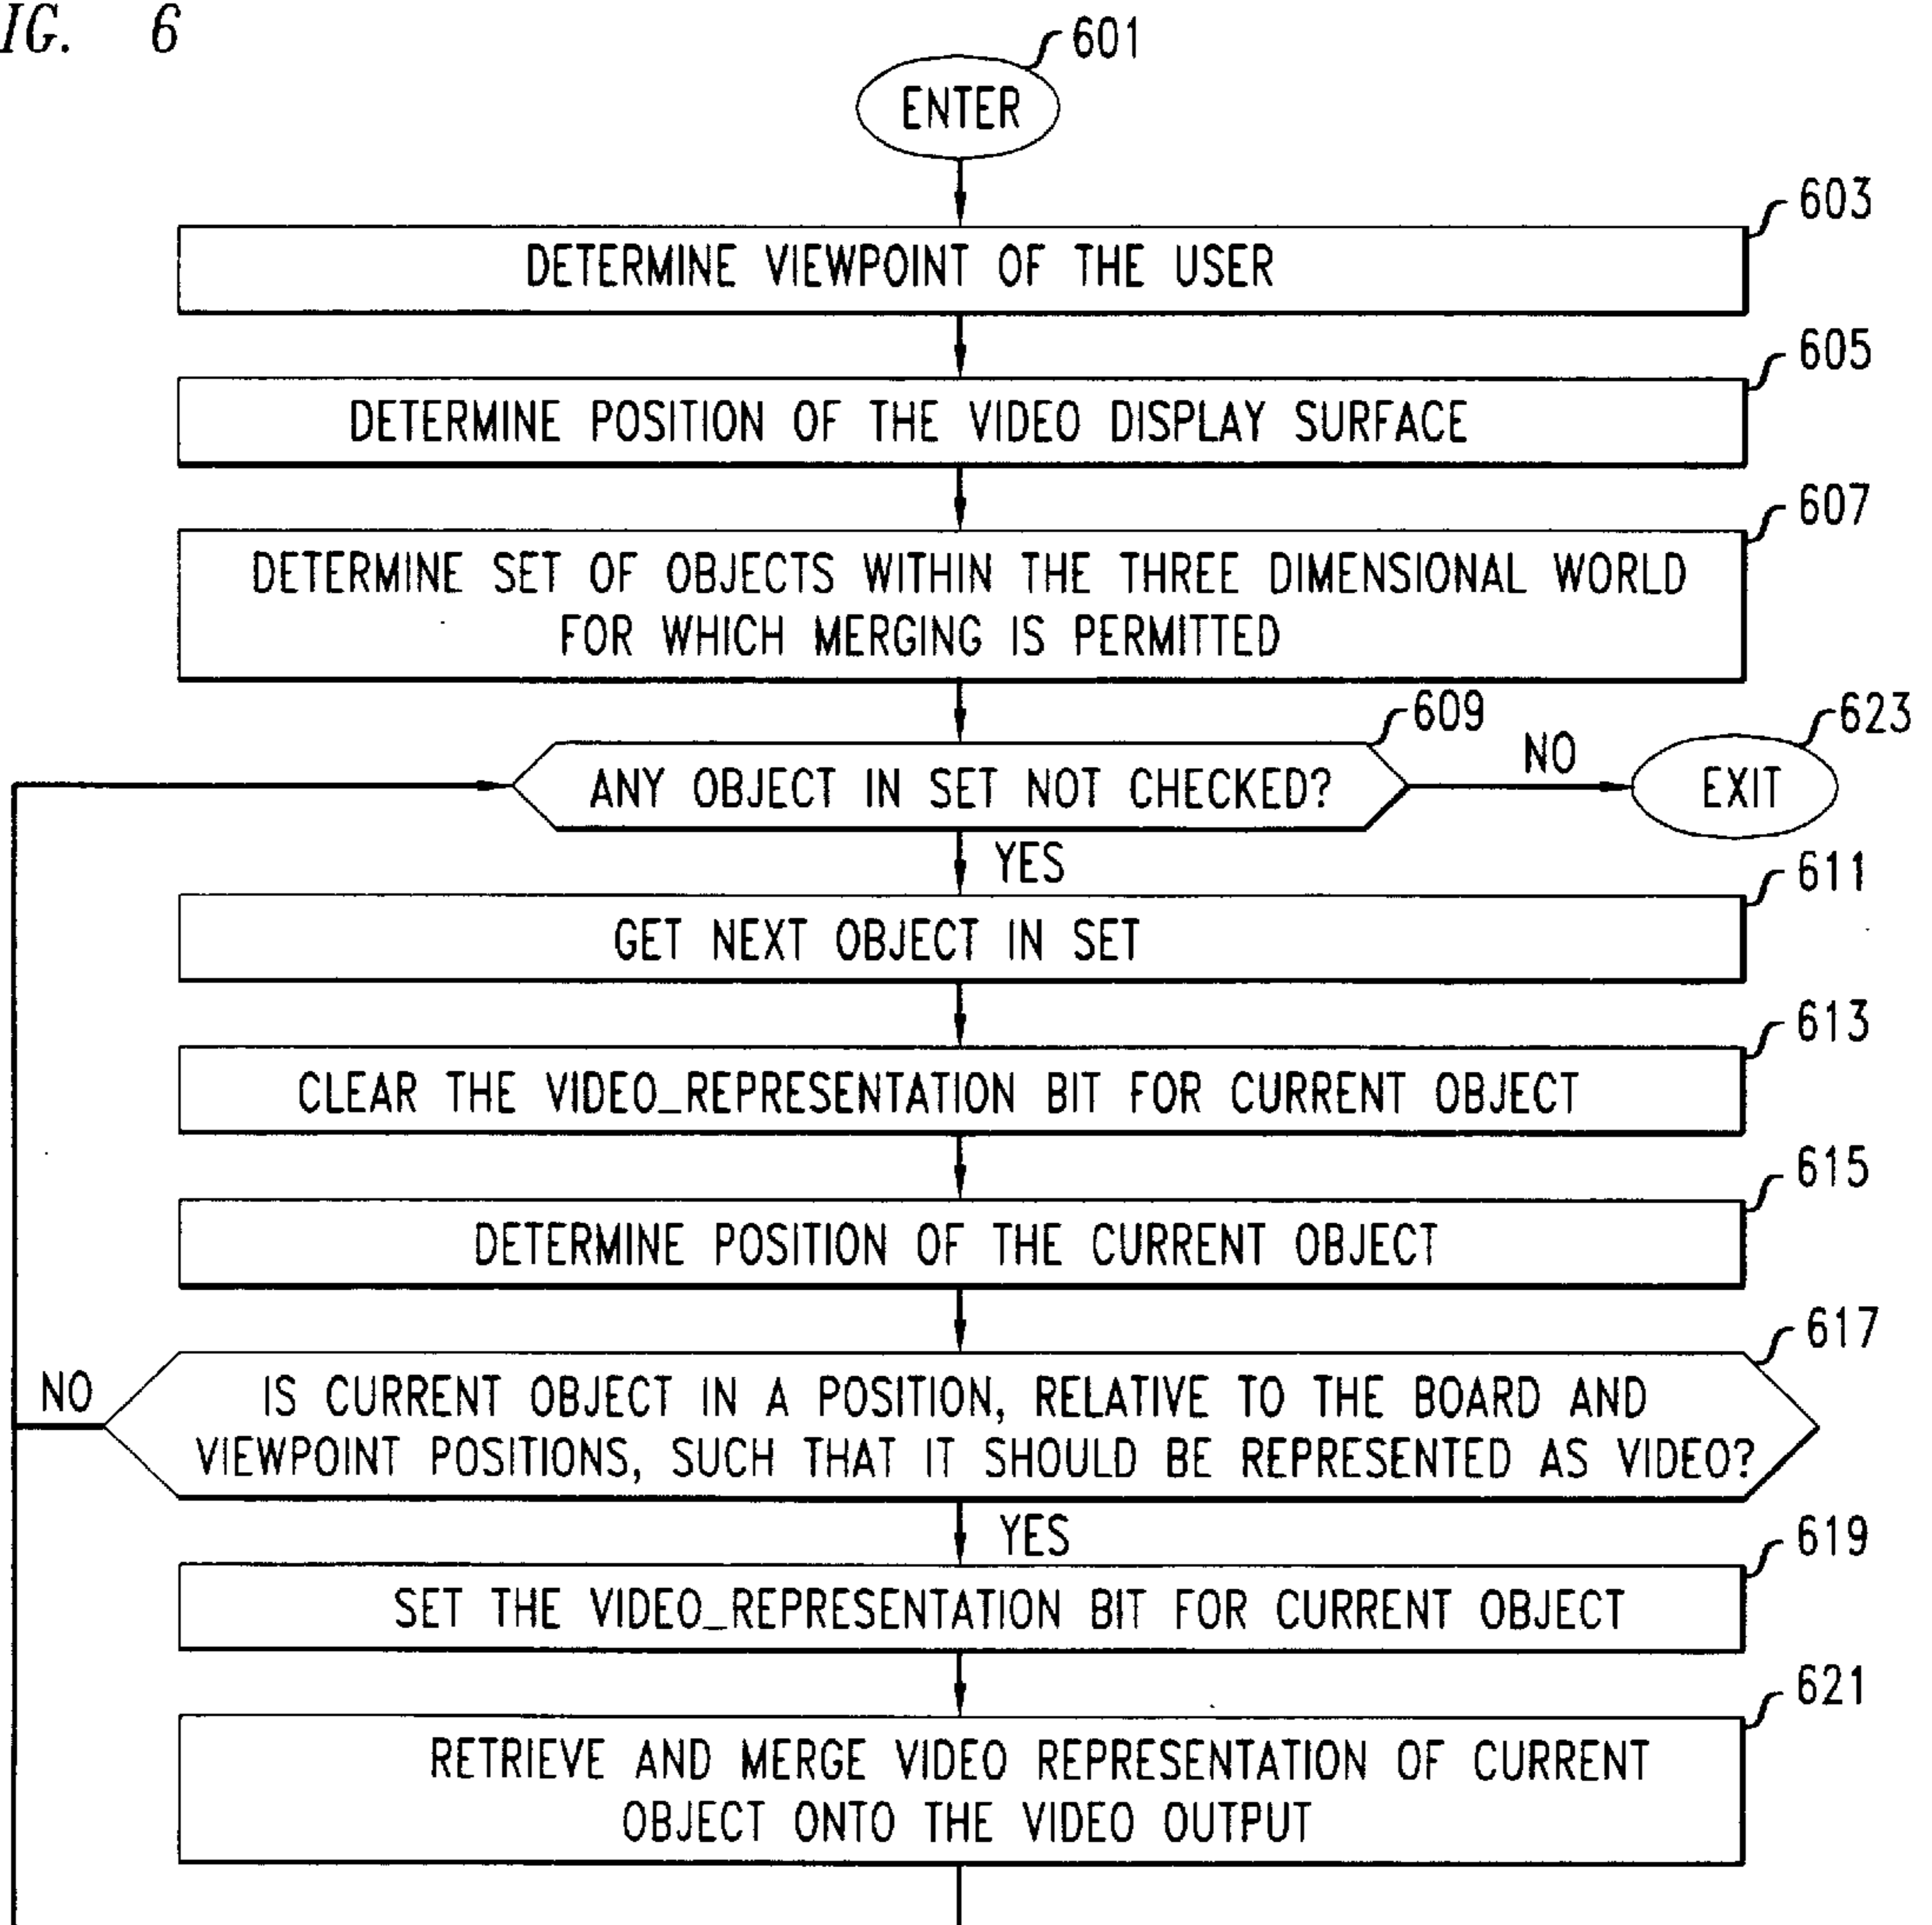 IG. 6
601
ENTER
603
DETERMINE VIEWPOINT OF THE USER
605
DETERMINE POSITION OF THE VIDEO DISPLAY SURFACE
607
DETERMINE SET OF OBJECTS WITHIN THE THREE DIMENSIONAL WORLD
FOR WHICH MERGING IS PERMITTED
609
623
ANY OBJECT IN SET NOT CHECKED?
NO
EXIT
YES
611
GET NEXT OBJECT IN SET
613
CLEAR THE VIDEO_REPRESENTATION BIT FOR CURRENT OBJECT
615
DETERMINE POSITION OF THE CURRENT OBJECT
617
NO
IS CURRENT OBJECT IN A POSITION, RELATIVE TO THE BOARD AND
VIEWPOINT POSITIONS, SUCH THAT IT SHOULD BE REPRESENTED AS VIDEO?
YES
619
SET THE VIDEO_REPRESENTATION BIT FOR CURRENT OBJECT
621
RETRIEVE AND MERGE VIDEO REPRESENTATION OF CURRENT
OBJECT ONTO THE VIDEO OUTPUT